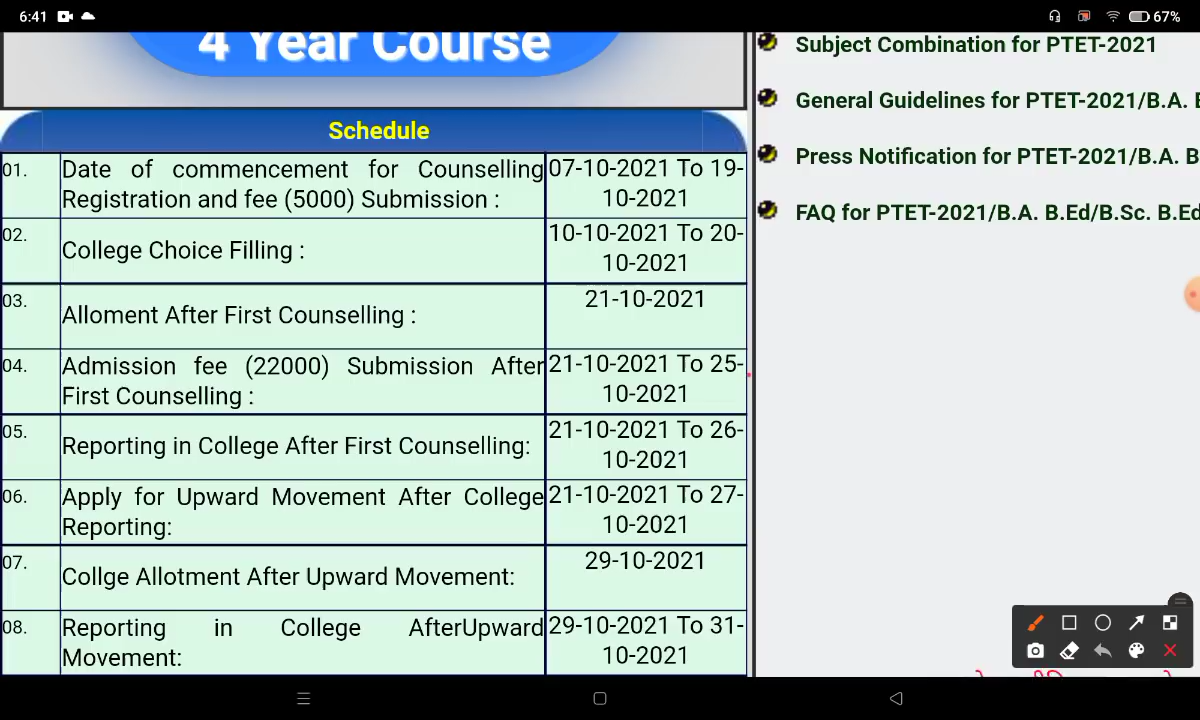 6:41
67%
4 Year Course
Schedule
01.
Date of commencement for Counselling
Registration and fee (5000) Submission :
07-10-2021 To 19-
10-2021
02.
College Choice Filling :
10-10-2021 To 20-
10-2021
03.
Alloment After First Counselling :
21-10-2021
04.
Admission fee (22000) Submission After
First Counselling :
21-10-2021 To 25-
10-2021
05.
Reporting in College After First Counselling:
21-10-2021 To 26-
10-2021
06.
Apply for Upward Movement After College
Reporting:
21-10-2021 To 27-
10-2021
07.
Collge Allotment After Upward Movement:
29-10-2021
08.
Reporting in College AfterUpward
Movement:
29-10-2021 To 31-
10-2021
Subject Combination for PTET-2021
General Guidelines for PTET-2021/B.A.
Press Notification for PTET-2021/B.A. B
FAQ for PTET-2021/B.A. B.Ed/B.Sc. B.Ed